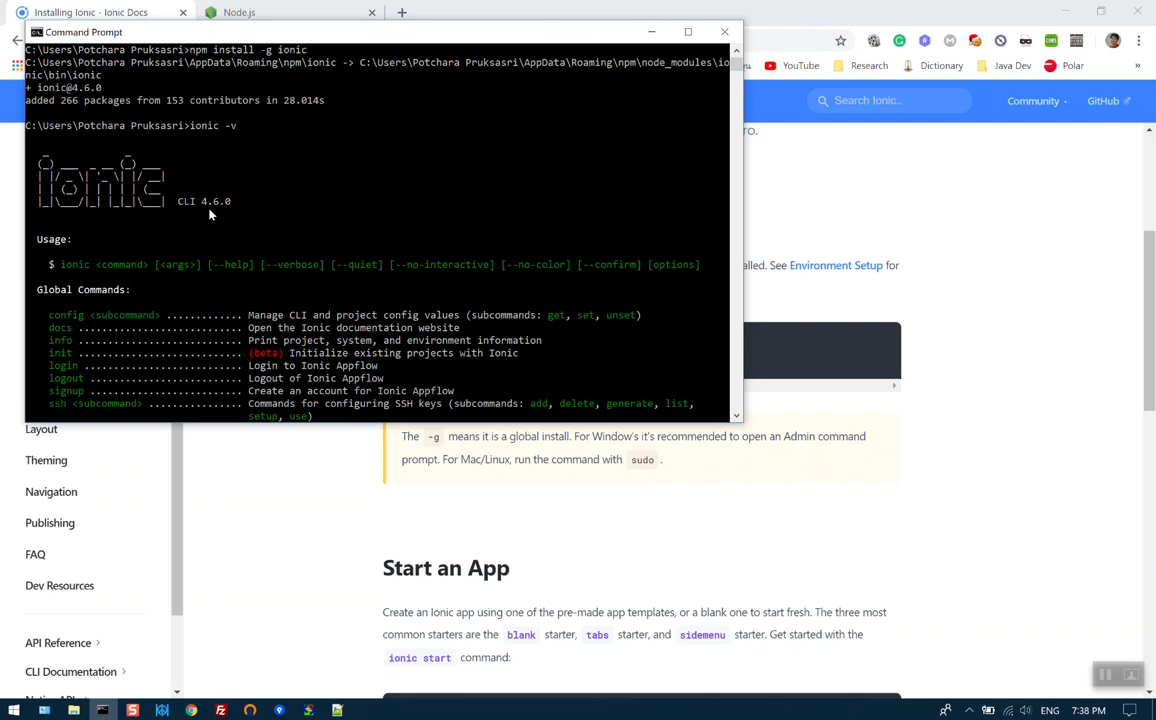 Installing Ionic - Ionic Docs
Node.js
Command Prompt
C:\Users\Potchara Pruksasri>npm install -g ionic
C:\Users\Potchara Pruksasri\AppData\Roaming\npm\ionic -> C:\Users\Potchara Pruksasri\AppData\Roaming\npm\node_modules\io
nic\bin\ionic
+ ionic@4.6.0
added 266 packages from 153 contributors in 28.014s
C:\Users\Potchara Pruksasri>ionic -v
ionic
CLI 4.6.0
Usage:
$ ionic <command> [<args>] [--help] [--verbose] [--quiet] [--no-interactive] [--no-color] [--confirm] [options]
Global Commands:
config <subcommand> ............. Manage CLI and project config values (subcommands: get, set, unset)
docs ............................ Open the Ionic documentation website
info ............................ Print project, system, and environment information
init ............................ (beta) Initialize existing projects with Ionic
login ........................... Login to Ionic Appflow
logout .......................... Logout of Ionic Appflow
signup .......................... Create an account for Ionic Appflow
ssh <subcommand> ................ Commands for configuring SSH keys (subcommands: add, delete, generate, list,
setup, use)
YouTube
Research
Dictionary
Java Dev
Polar
»
Search Ionic..
Community
GitHub
ro.
alled. See Environment Setup for
The -g means it is a global install. For Window's it's recommended to open an Admin command
prompt. For Mac/Linux, run the command with sudo .
Start an App
Create an Ionic app using one of the pre-made app templates, or a blank one to start fresh. The three most
common starters are the blank starter, tabs starter, and sidemenu starter. Get started with the
ionic start command:
Layout
Theming
Navigation
Publishing
FAQ
Dev Resources
API Reference >
CLI Documentation >
ENG
7:38 PM